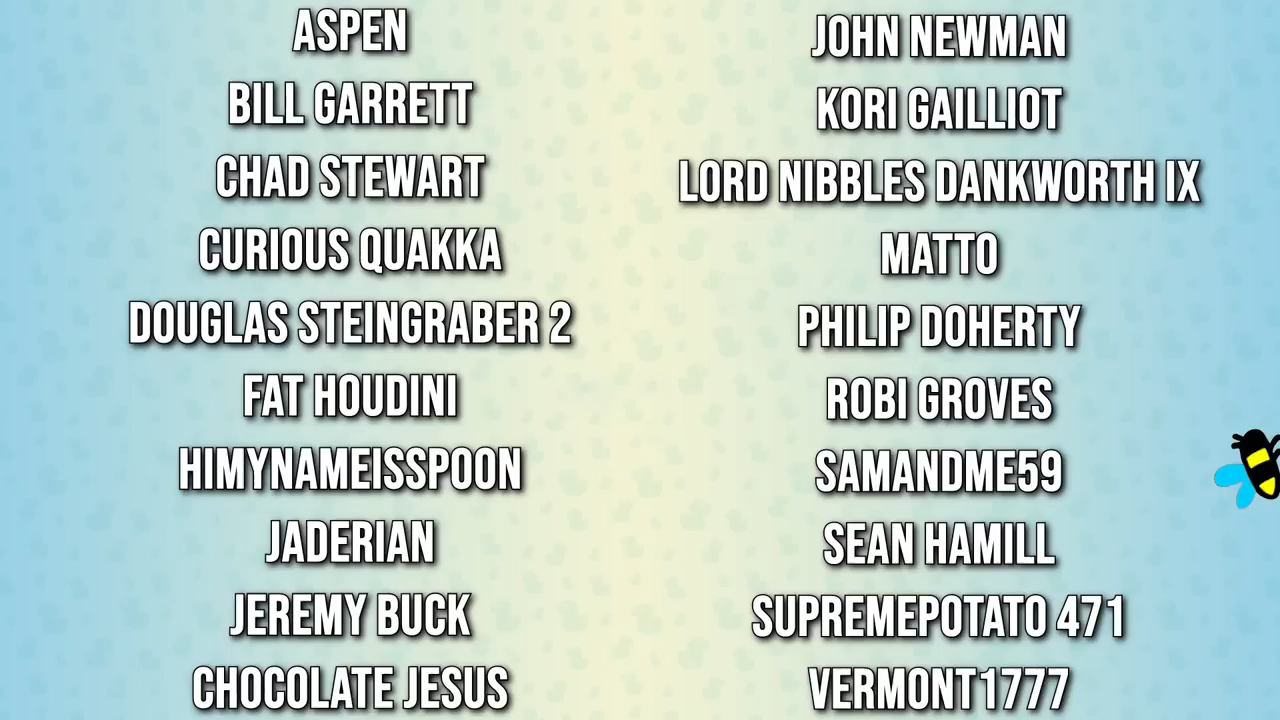 ASPEN
BILL GARRETT
CHAD STEWART
CURIOUS QUAKKA
DOUGLAS STEINGRABER 2
FAT HOUDINI
HIMYNAMEISSPOON
JADERIAN
JEREMY BUCK
CHOCOLATE JESUS
JOHN NEWMAN
KORI GAILLIOT
LORD NIBBLES DANKWORTH IX
MATTO
PHILIP DOHERTY
ROBI GROVES
SAMANDME59
SEAN HAMILL
SUPREMEPOTATO 471
VERMONT1777